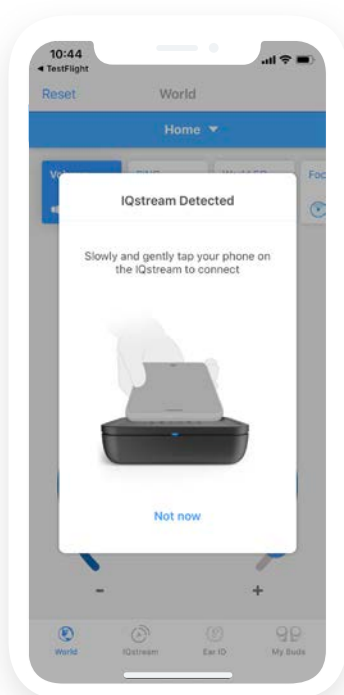 10:44
◀ TestFlight
Reset
World
Home ▼
IQstream Detected
Slowly and gently tap your phone on
the IQstream to connect
Not now
-
+
World
IQstream
Ear ID
My Buds